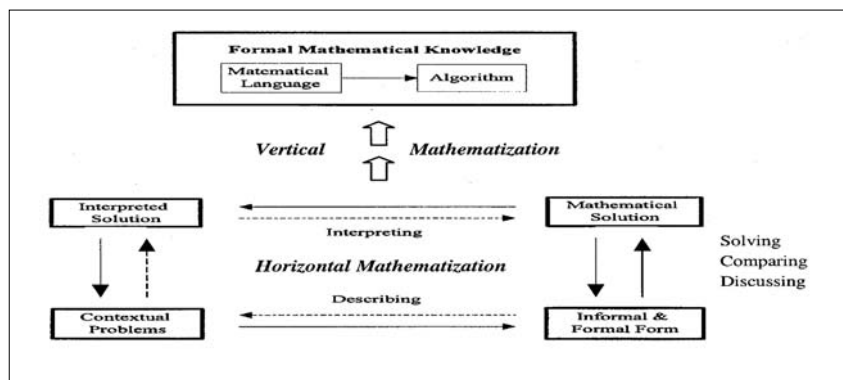 Formal Mathematical Knowledge
Matematical
Language
Algorithm
Vertical Mathematization
Interpreted
Solution
Mathematical
Solution
Interpreting
Solving
Comparing
Discussing
Horizontal Mathematization
Describing
Contextual
Problems
Informal &
Formal Form